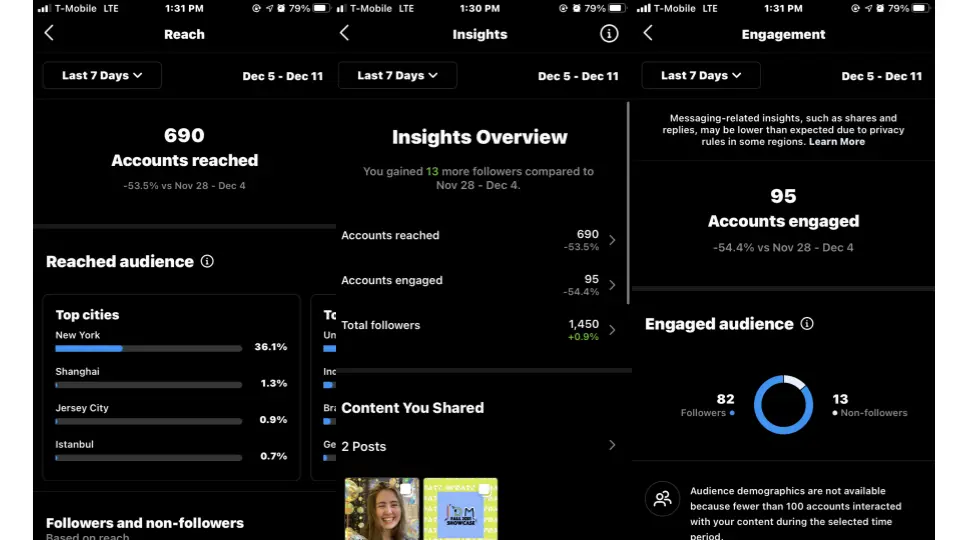 T-Mobile LTE 1:31 PM 79%
Reach
Last 7 Days Dec 5 - Dec 11
690
Accounts reached
-53.5% vs Nov 28 - Dec 4
Reached audience
Top cities
New York
36.1%
Shanghai
1.3%
Jersey City
0.9%
Istanbul
0.7%
Followers and non-followers
Based on reach
To
Un
Inc
Bra
Ge
T-Mobile LTE 1:30 PM 79%
Insights
Last 7 Days Dec 5 - Dec 11
Insights Overview
You gained 13 more followers compared to
Nov 28 - Dec 4.
Accounts reached 690
-53.5%
Accounts engaged 95
-54.4%
Total followers 1,450
+0.9%
Content You Shared
2 Posts
SHOWCASE
T-Mobile LTE 1:31 PM 79%
Engagement
Last 7 Days Dec 5 - Dec 11
Messaging-related insights, such as shares and
replies, may be lower than expected due to privacy
rules in some regions. Learn More
95
Accounts engaged
-54.4% vs Nov 28 - Dec 4
Engaged audience
82
Followers
13
Non-followers
Audience demographics are not available
because fewer than 100 accounts interacted
with your content during the selected time
period.